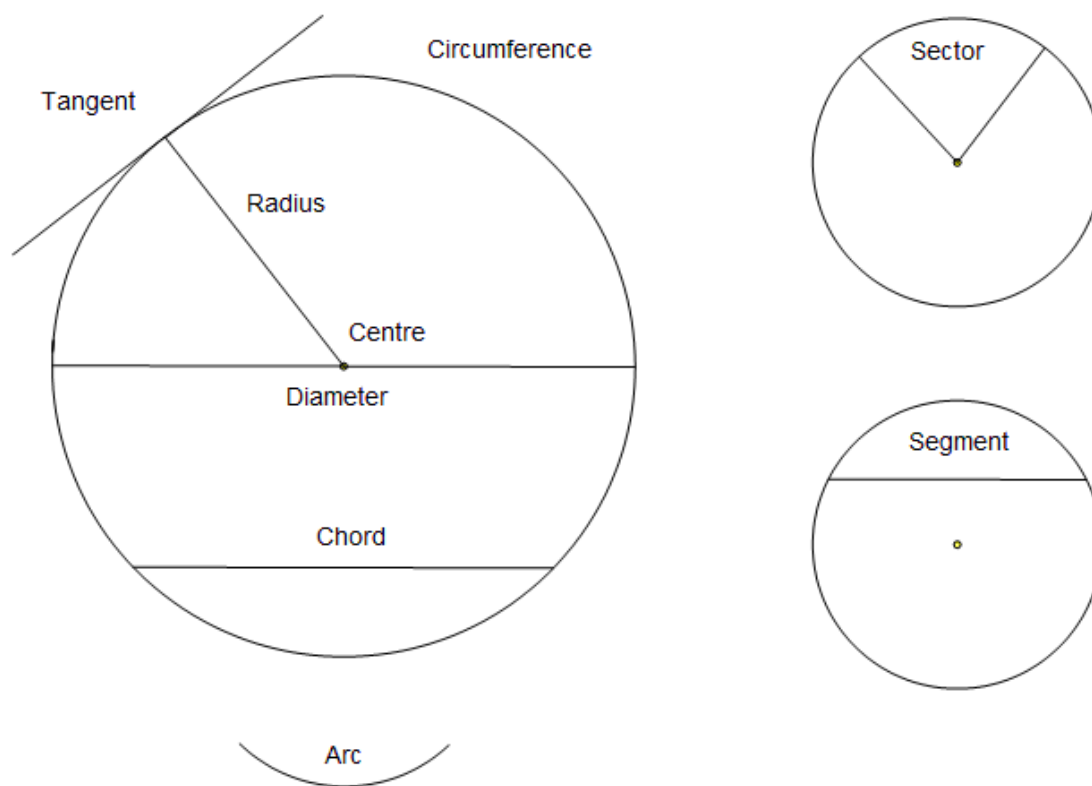 Circumference
Tangent
Radius
Centre
Diameter
Chord
Arc
Sector
Segment